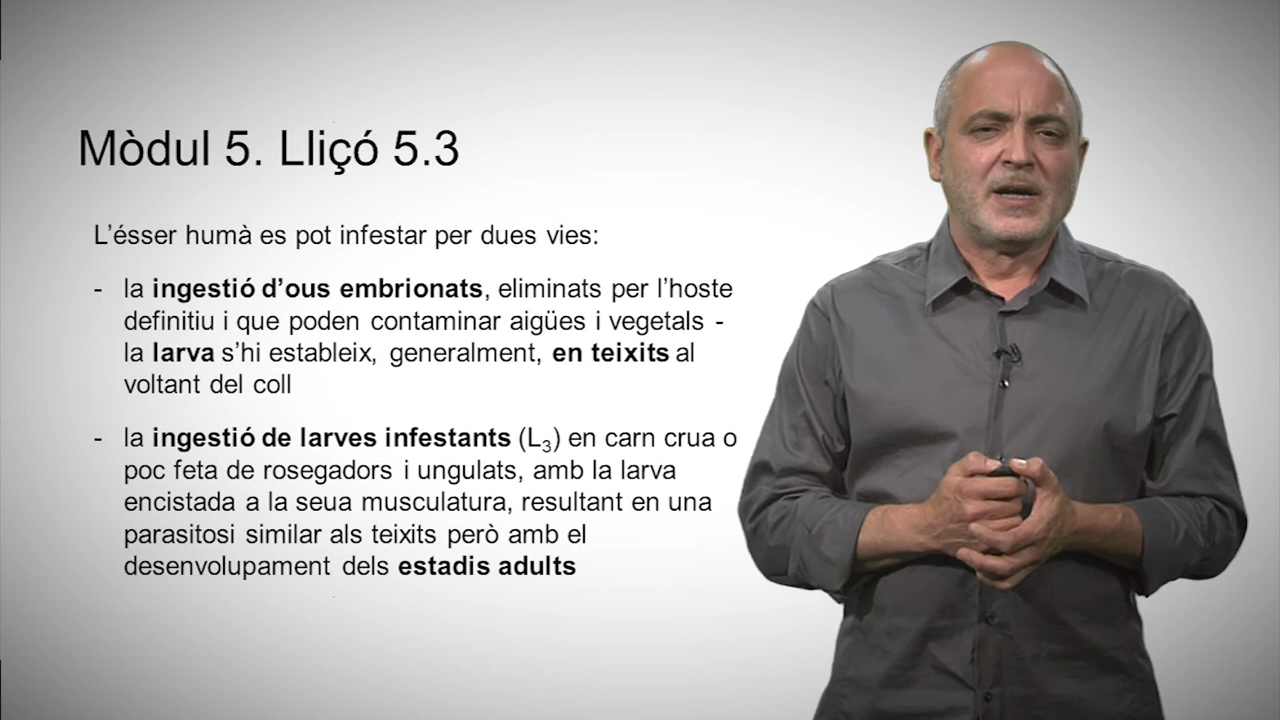 Mòdul 5. Lliçó 5.3
L’ésser humà es pot infestar per dues vies:
- la ingestió d’ous embrionats, eliminats per l’hoste
definitiu i que poden contaminar aigües i vegetals -
la larva s’hi estableix, generalment, en teixits al
voltant del coll
- la ingestió de larves infestants (L₃) en carn crua o
poc feta de rosegadors i ungulats, amb la larva
encistada a la seua musculatura, resultant en una
parasitosi similar als teixits però amb el
desenvolupament dels estadis adults